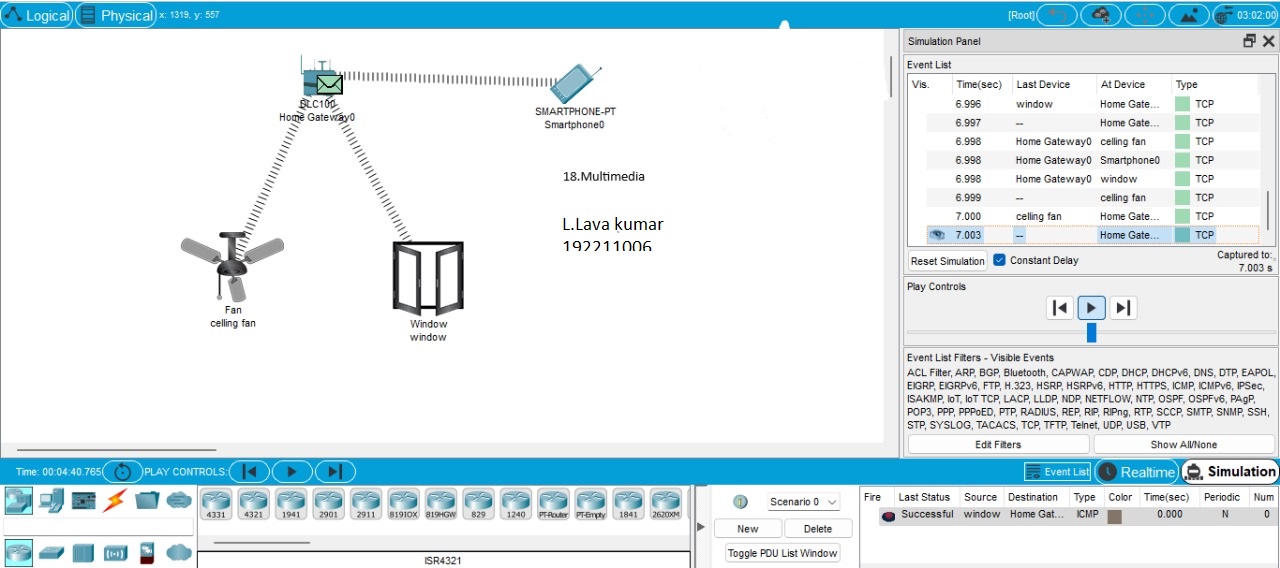 Logical Physical x: 1319, y: 557 [Root] 03:02:00
DLC100
Home Gateway0
SMARTPHONE-PT
Smartphone0
18.Multimedia
L.Lava kumar
192211006
Fan
celling fan
Window
window
Simulation Panel
Event List
Vis. Time(sec) Last Device At Device Type
6.996 window Home Gate... TCP
6.997 -- Home Gate... TCP
6.998 Home Gateway0 celling fan TCP
6.998 Home Gateway0 Smartphone0 TCP
6.998 Home Gateway0 window TCP
6.999 -- celling fan TCP
7.000 celling fan Home Gate... TCP
7.003 -- Home Gate... TCP
Reset Simulation Constant Delay Captured to:
7.003 s
Play Controls
Event List Filters - Visible Events
ACL Filter, ARP, BGP, Bluetooth, CAPWAP, CDP, DHCP, DHCPv6, DNS, DTP, EAPOL,
EIGRP, EIGRPv6, FTP, H.323, HSRP, HSRPv6, HTTP, HTTPS, ICMP, ICMPv6, IPSec,
ISAKMP, IoT, IoT TCP, LACP, LLDP, NDP, NETFLOW, NTP, OSPF, OSPFv6, PAgP,
POP3, PPP, PPPoED, PTP, RADIUS, REP, RIP, RIPng, RTP, SCCP, SMTP, SNMP, SSH,
STP, SYSLOG, TACACS, TCP, TFTP, Telnet, UDP, USB, VTP
Edit Filters Show All/None
Time: 00:04:40.765 PLAY CONTROLS: Event List Realtime Simulation
4331 4321 1941 2901 2911 819IOX 819HGW 829 1240 PT-Router PT-Empty 1841 2620XM
ISR4321
Scenario 0
New Delete
Toggle PDU List Window
Fire Last Status Source Destination Type Color Time(sec) Periodic Num
Successful window Home Gat... ICMP 0.000 N 0